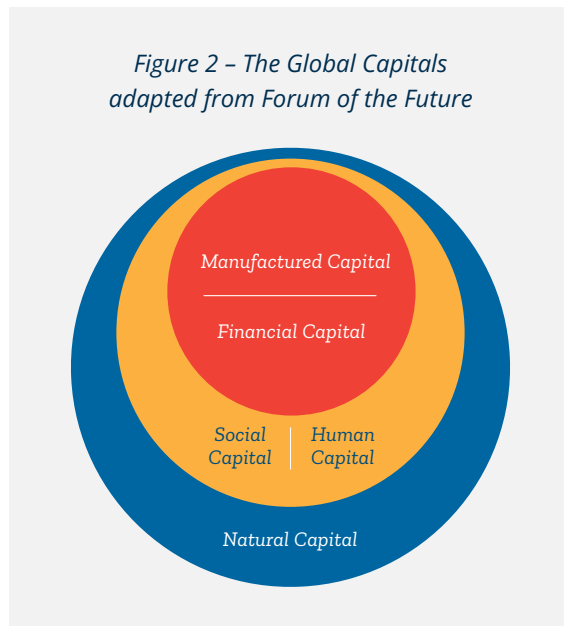 Figure 2 – The Global Capitals
adapted from Forum of the Future
Manufactured Capital
Financial Capital
Social
Capital
Human
Capital
Natural Capital